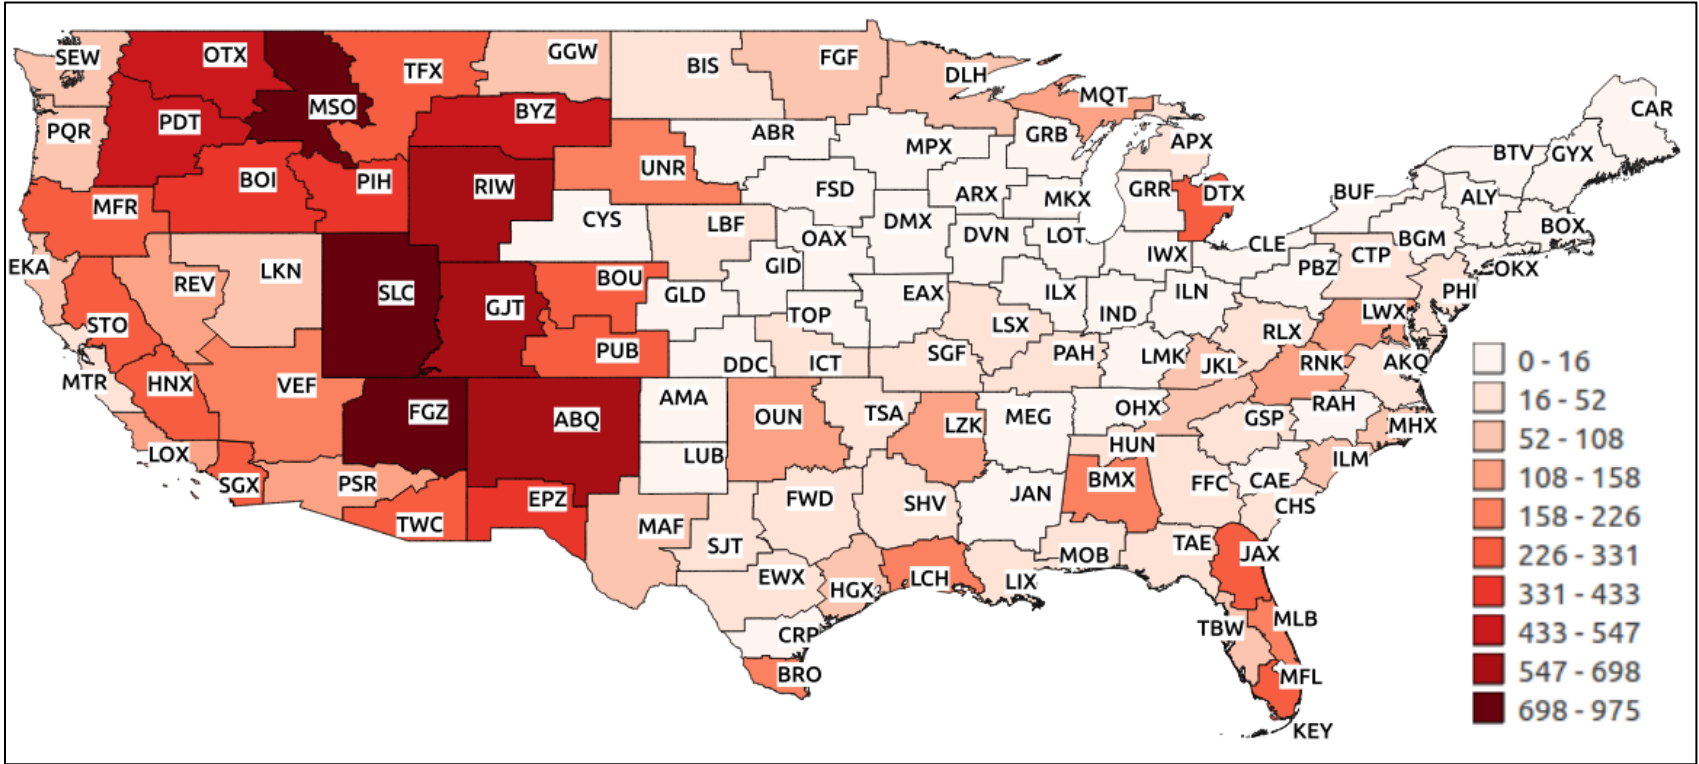 SEW
OTX
MSO
TFX
GGW
BIS
FGF
DLH
MQT
CAR
PQR
PDT
BYZ
ABR
MPX
GRB
APX
BTV
GYX
BOI
PIH
RIW
UNR
FSD
ARX
MKX
GRR
DTX
BUF
ALY
MFR
CYS
LBF
OAX
DMX
DVN
LOT
IWX
CLE
CTP
BGM
BOX
EKA
REV
LKN
SLC
GJT
BOU
GLD
GID
EAX
ILX
IND
ILN
PBZ
PHI
OKX
STO
PUB
TOP
LSX
RLX
LWX
MTR
HNX
VEF
DDC
ICT
SGF
PAH
LMK
JKL
RNK
AKQ
FGZ
ABQ
AMA
OUN
TSA
LZK
MEG
OHX
GSP
RAH
MHX
LOX
SGX
PSR
TWC
EPZ
LUB
HUN
BMX
FFC
CAE
ILM
CHS
MAF
SJT
FWD
SHV
JAN
MOB
TAE
JAX
EWX
HGX
LCH
LIX
CRP
BRO
TBW
MLB
MFL
KEY
0 - 16
16 - 52
52 - 108
108 - 158
158 - 226
226 - 331
331 - 433
433 - 547
547 - 698
698 - 975